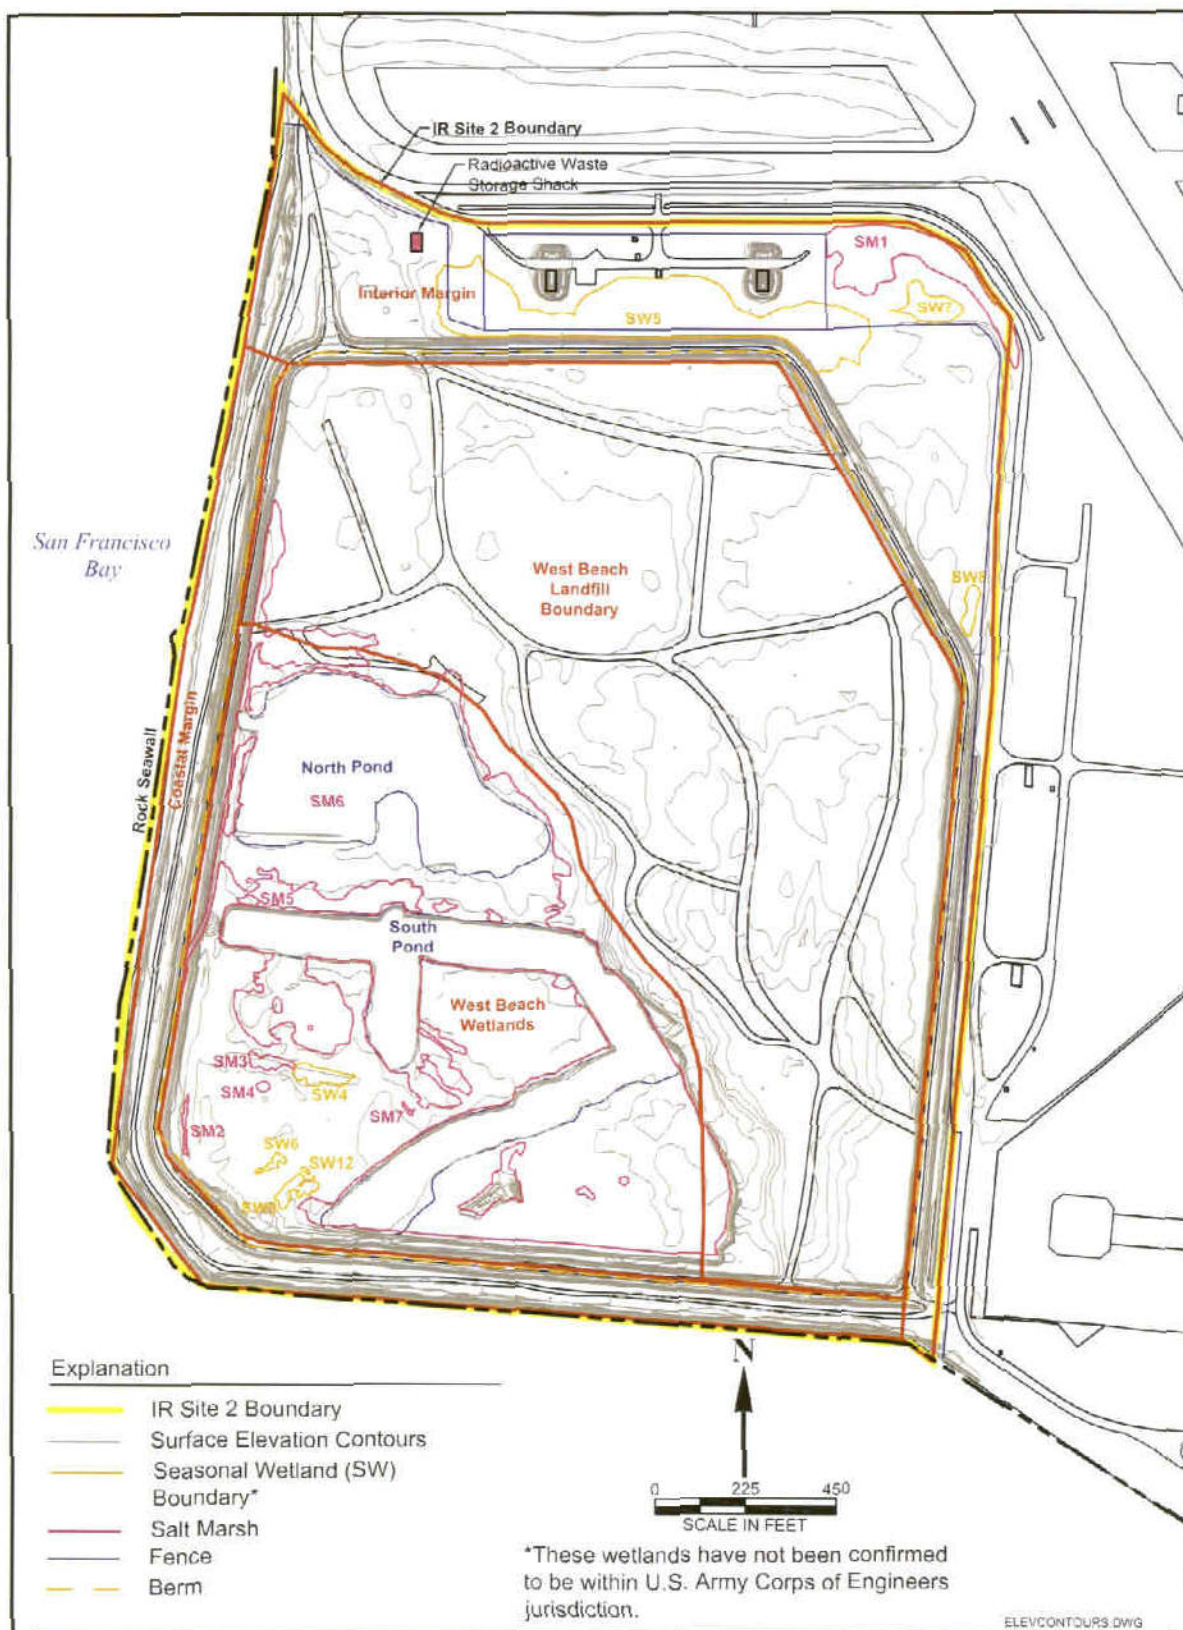 IR Site 2 Boundary
Radioactive Waste
Storage Shack
SM1
Interior Margin
SW5
SW7
San Francisco
Bay
West Beach
Landfill
Boundary
Rock Seawall
Coastal Margin
North Pond
SM6
SM5
South
Pond
West Beach
Wetlands
SM3
SM4
SW4
SM7
SM2
SW6
SW12
N
Explanation
IR Site 2 Boundary
Surface Elevation Contours
Seasonal Wetland (SW)
Boundary*
Salt Marsh
Fence
Berm
0 225 450
SCALE IN FEET
*These wetlands have not been confirmed
to be within U.S. Army Corps of Engineers
jurisdiction.
ELEVCONTOURS.DWG